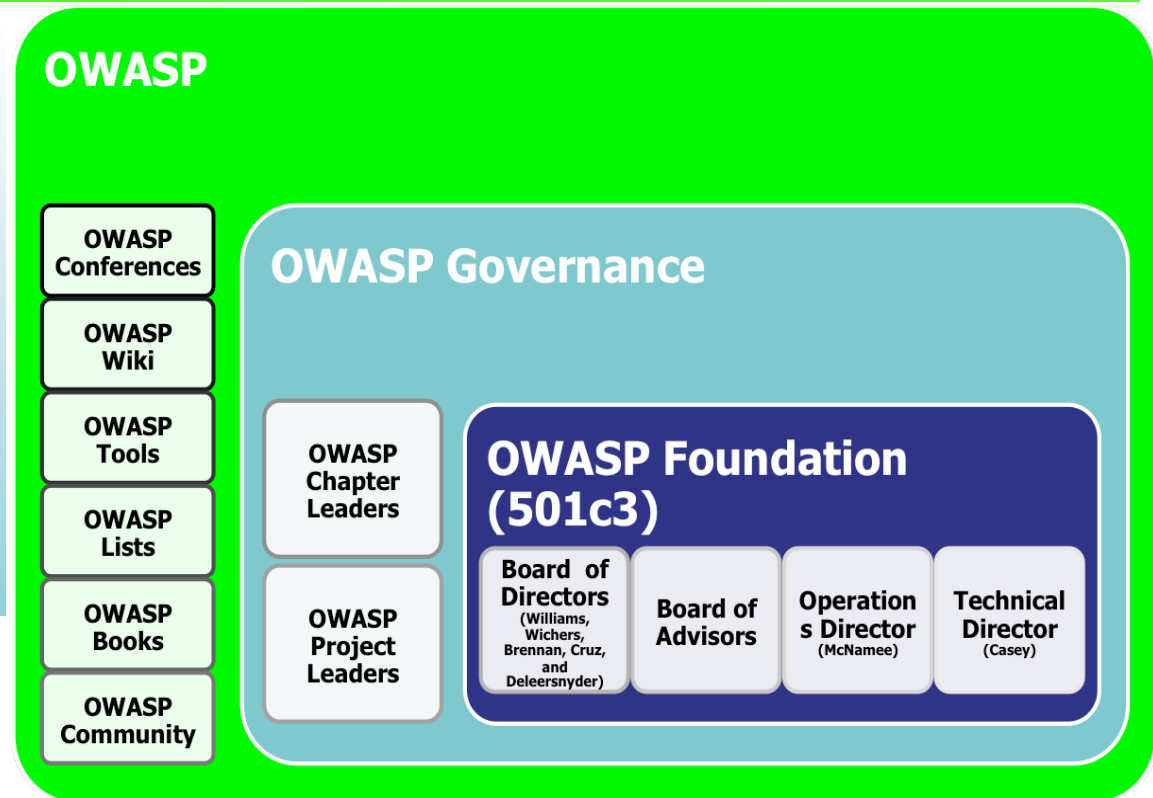 OWASP
OWASP
Conferences
OWASP
Wiki
OWASP
Tools
OWASP
Lists
OWASP
Books
OWASP
Community
OWASP Governance
OWASP
Chapter
Leaders
OWASP
Project
Leaders
OWASP Foundation
(501c3)
Board of
Directors
(Williams,
Wichers,
Brennan, Cruz,
and
Deleersnyder)
Board of
Advisors
Operation
s Director
(McNamee)
Technical
Director
(Casey)